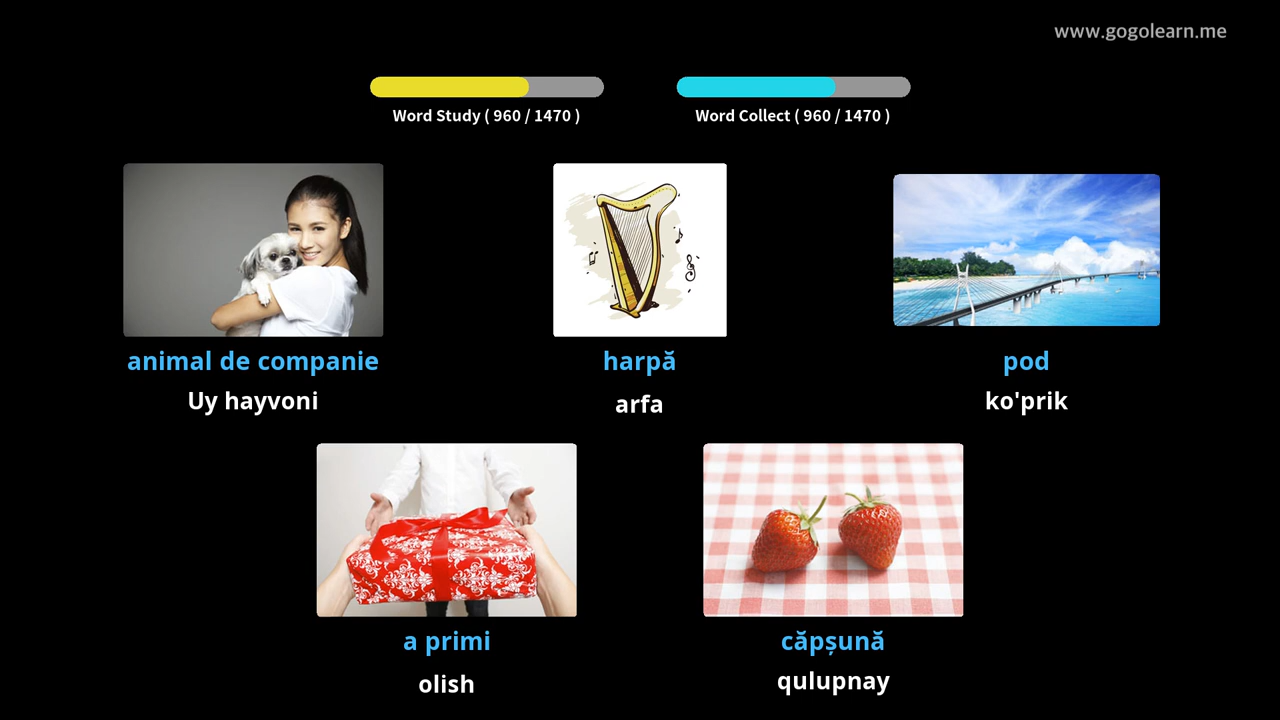 www.gogolearn.me
Word Study ( 960 / 1470 )
Word Collect ( 960 / 1470 )
animal de companie
Uy hayvoni
harpă
arfa
pod
ko'prik
a primi
olish
căpșună
qulupnay